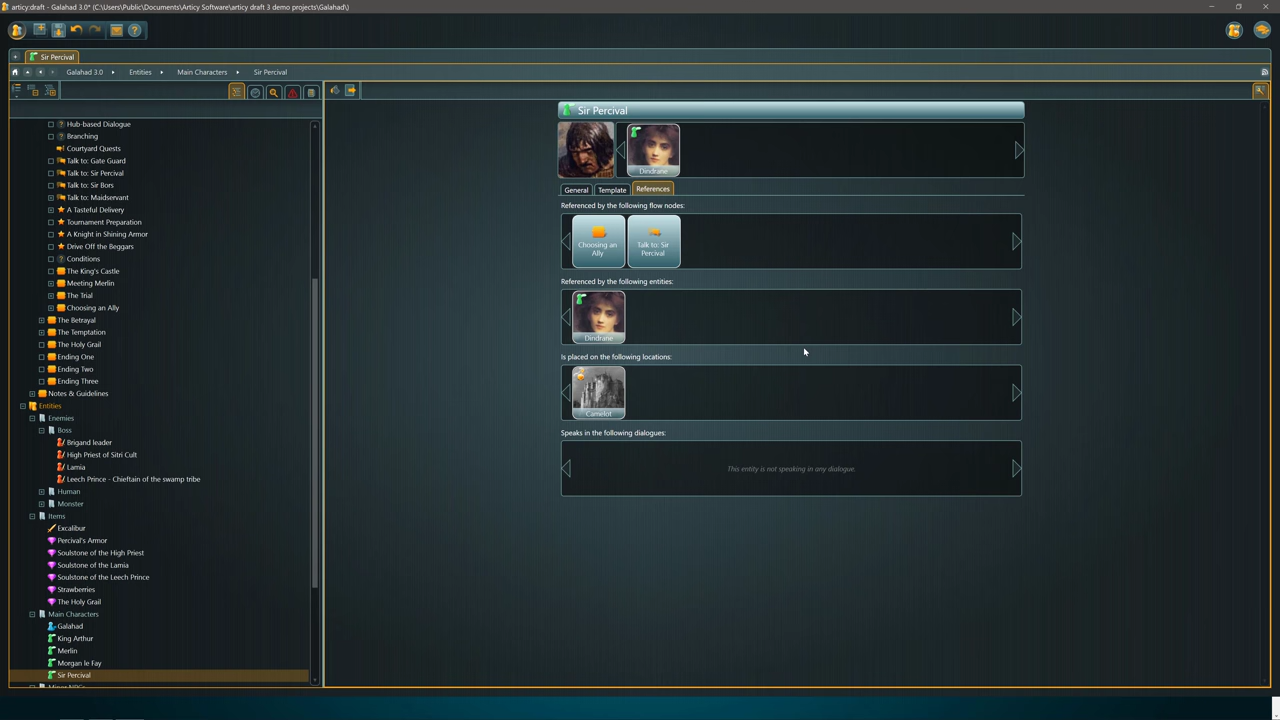 articy:draft - Galahad 3.0* (C:\Users\Public\Documents\Articy Software\articy draft 3 demo projects\Galahad\)
Sir Percival
Galahad 3.0 Entities Main Characters Sir Percival
Hub-based Dialogue
Branching
Courtyard Quests
Talk to: Gate Guard
Talk to: Sir Percival
Talk to: Sir Bors
Talk to: Maidservant
A Tasteful Delivery
Tournament Preparation
A Knight in Shining Armor
Drive Off the Beggars
Conditions
The King's Castle
Meeting Merlin
The Trial
Choosing an Ally
The Betrayal
The Temptation
The Holy Grail
Ending One
Ending Two
Ending Three
Notes & Guidelines
Entities
Enemies
Boss
Brigand leader
High Priest of Sitri Cult
Lamia
Leech Prince - Chieftain of the swamp tribe
Human
Monster
Items
Excalibur
Percival's Armor
Soulstone of the High Priest
Soulstone of the Lamia
Soulstone of the Leech Prince
Strawberries
The Holy Grail
Main Characters
Galahad
King Arthur
Merlin
Morgan le Fay
Sir Percival
Sir Percival
Dindrane
General Template References
Referenced by the following flow nodes:
Choosing an
Ally
Talk to: Sir
Percival
Referenced by the following entities:
Dindrane
Is placed on the following locations:
Camelot
Speaks in the following dialogues:
This entity is not speaking in any dialogue.